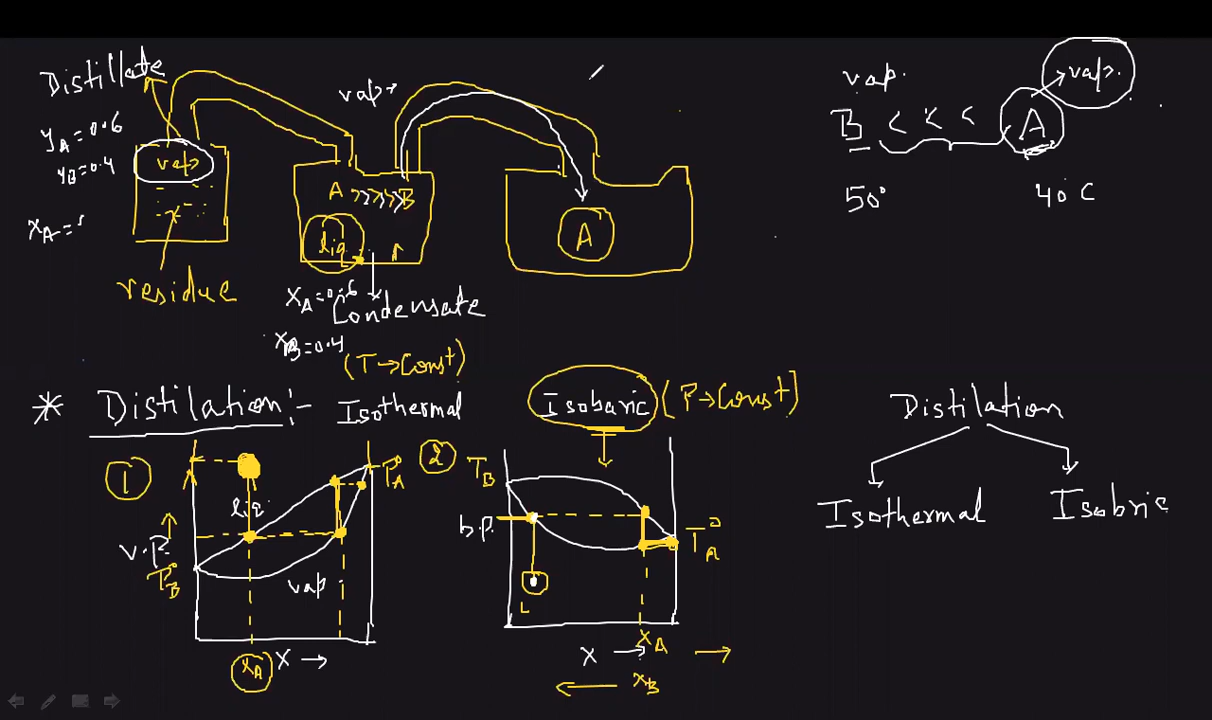 Distillate
yA=0.6
yB=0.4
xA=
vap
residue
vap
A >>>> B
liq
xA=0.6
xB=0.4
Condensate
A
vap.
vap.
B < < < A
50°
40°C
* Distilation:-
(T→Const)
Isothermal
Isobaric (P→Const)
Distilation
Isothermal
Isobric
1
liq
V.P.
P°B
P°A
vap
xA
X →
2
TB
b.p.
T°A
L
X →
xA
xB